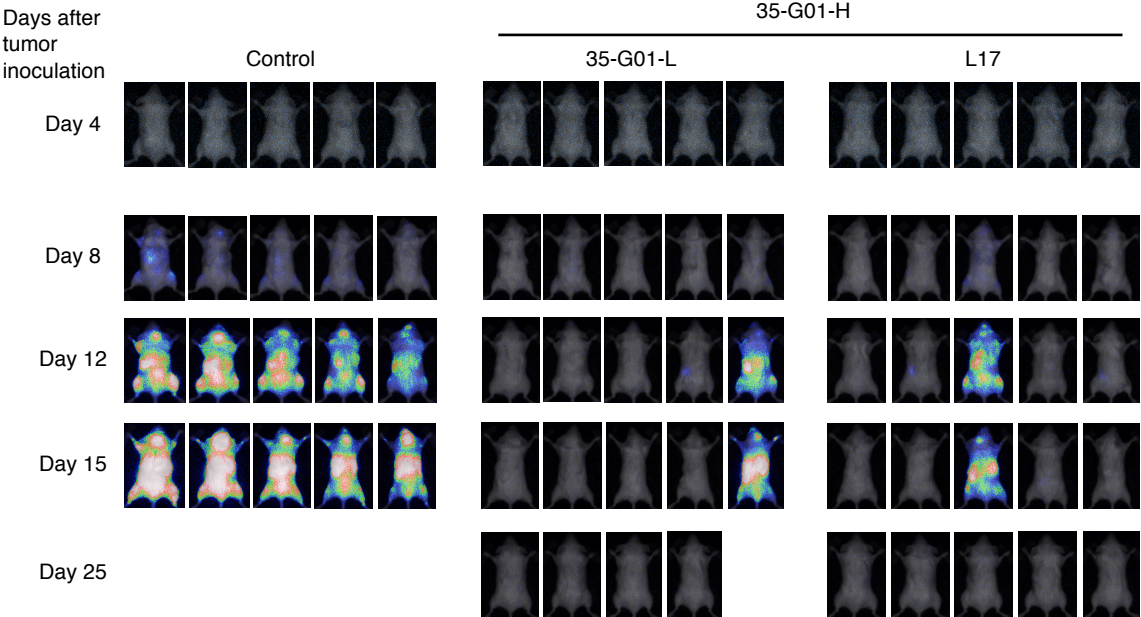 Days after
tumor
inoculation
35-G01-H
Control
35-G01-L
L17
Day 4
Day 8
Day 12
Day 15
Day 25